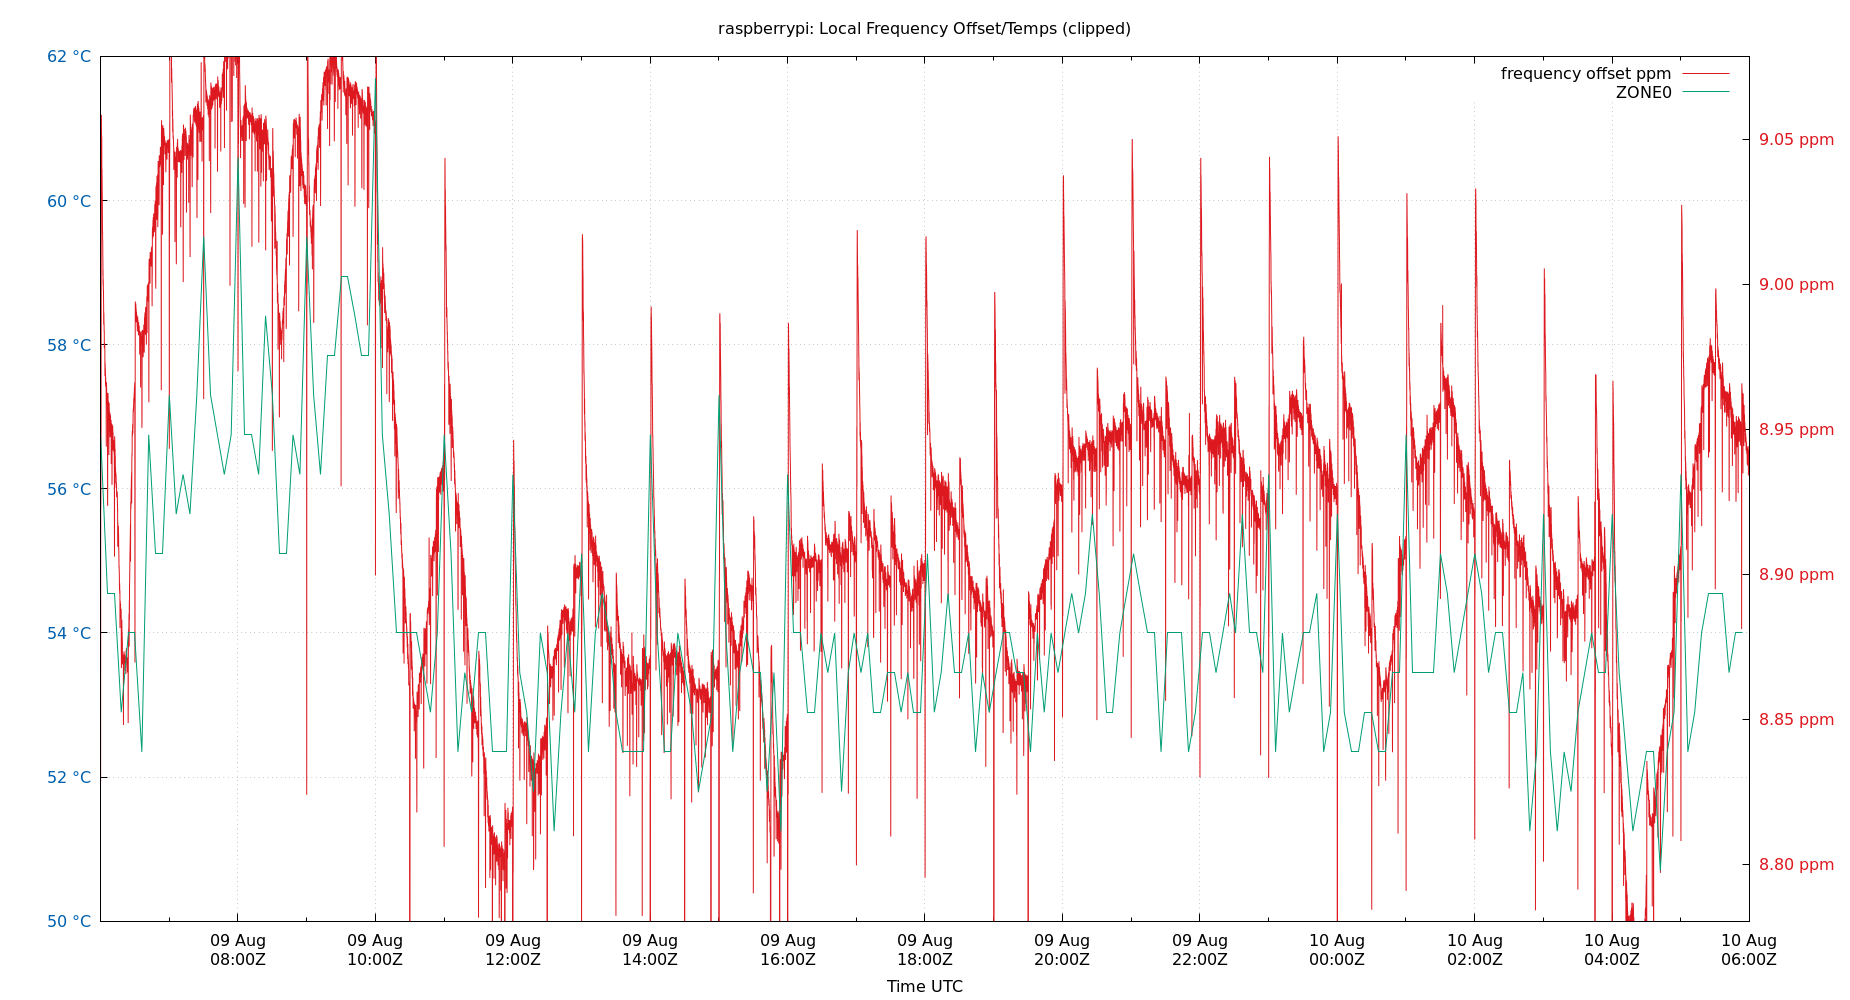 raspberrypi: Local Frequency Offset/Temps (clipped)
frequency offset ppm
ZONE0
62 °C
60 °C
58 °C
56 °C
54 °C
52 °C
50 °C
9.05 ppm
9.00 ppm
8.95 ppm
8.90 ppm
8.85 ppm
8.80 ppm
09 Aug
08:00Z
09 Aug
10:00Z
09 Aug
12:00Z
09 Aug
14:00Z
09 Aug
16:00Z
09 Aug
18:00Z
09 Aug
20:00Z
09 Aug
22:00Z
10 Aug
00:00Z
10 Aug
02:00Z
10 Aug
04:00Z
10 Aug
06:00Z
Time UTC